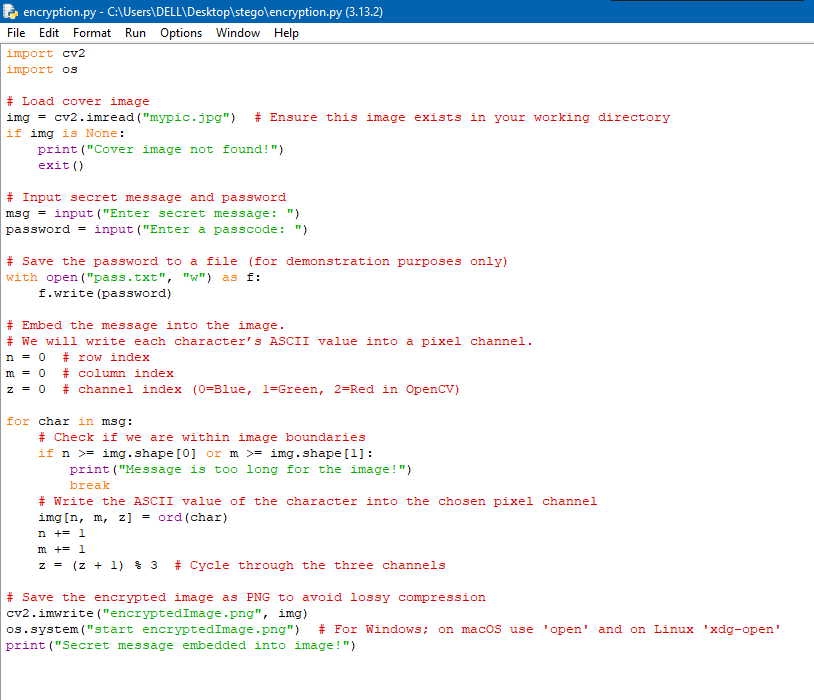 encryption.py - C:\Users\DELL\Desktop\stego\encryption.py (3.13.2)
File Edit Format Run Options Window Help
import cv2
import os

# Load cover image
img = cv2.imread("mypic.jpg")  # Ensure this image exists in your working directory
if img is None:
    print("Cover image not found!")
    exit()

# Input secret message and password
msg = input("Enter secret message: ")
password = input("Enter a passcode: ")

# Save the password to a file (for demonstration purposes only)
with open("pass.txt", "w") as f:
    f.write(password)

# Embed the message into the image.
# We will write each character’s ASCII value into a pixel channel.
n = 0  # row index
m = 0  # column index
z = 0  # channel index (0=Blue, 1=Green, 2=Red in OpenCV)

for char in msg:
    # Check if we are within image boundaries
    if n >= img.shape[0] or m >= img.shape[1]:
        print("Message is too long for the image!")
        break
    # Write the ASCII value of the character into the chosen pixel channel
    img[n, m, z] = ord(char)
    n += 1
    m += 1
    z = (z + 1) % 3  # Cycle through the three channels

# Save the encrypted image as PNG to avoid lossy compression
cv2.imwrite("encryptedImage.png", img)
os.system("start encryptedImage.png")  # For Windows; on macOS use 'open' and on Linux 'xdg-open'
print("Secret message embedded into image!")